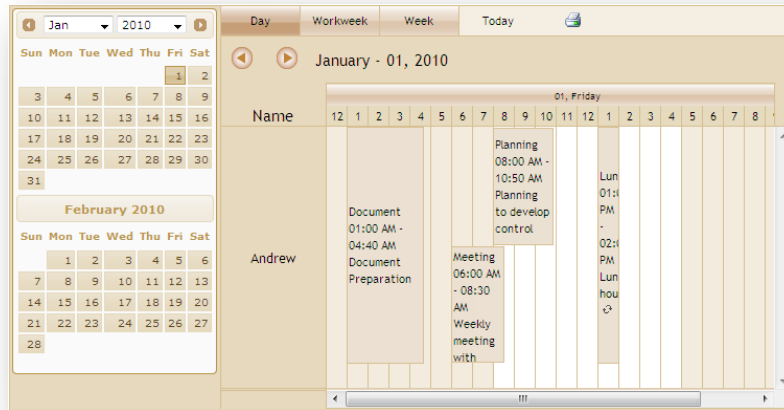 Jan 2010
Sun Mon Tue Wed Thu Fri Sat
1 2
3 4 5 6 7 8 9
10 11 12 13 14 15 16
17 18 19 20 21 22 23
24 25 26 27 28 29 30
31
February 2010
Sun Mon Tue Wed Thu Fri Sat
1 2 3 4 5 6
7 8 9 10 11 12 13
14 15 16 17 18 19 20
21 22 23 24 25 26 27
28
Day Workweek Week Today
January - 01, 2010
01, Friday
Name 12 1 2 3 4 5 6 7 8 9 10 11 12 1 2 3 4 5 6 7 8
Andrew
Document
01:00 AM -
04:40 AM
Document
Preparation
Meeting
06:00 AM
- 08:30
AM
Weekly
meeting
with
Planning
08:00 AM -
10:50 AM
Planning
to develop
control
Lun
01:0
PM
-
02:0
PM
Lun
hou